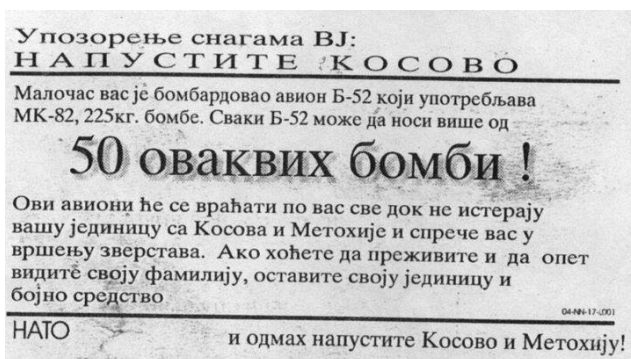 Упозорење снагама ВЈ:
НАПУСТИТЕ КОСОВО
Малочас вас је бомбардовао авион Б-52 који употребљава
МК-82, 225кг. бомбе. Сваки Б-52 може да носи више од
50 оваквих бомби !
Ови авиони ће се враћати по вас све док не истерају
вашу јединицу са Косова и Метохије и спрече вас у
вршењу зверстава. Ако хоћете да преживите и да опет
видите своју фамилију, оставите своју јединицу и
бојно средство
04-NN-17-L001
НАТО
и одмах напустите Косово и Метохију!